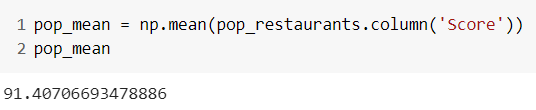 1 pop_mean = np.mean(pop_restaurants.column('Score'))
2 pop_mean
91.40706693478886